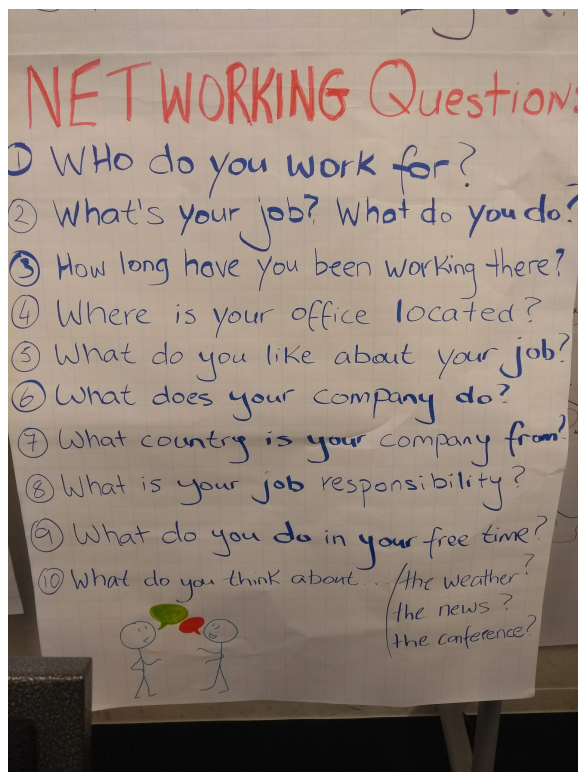 NETWORKING Questions
① WHO do you work for?
② What's your job? What do you do?
③ How long have you been working there?
④ Where is your office located?
⑤ What do you like about your job?
⑥ What does your company do?
⑦ What country is your company from?
⑧ What is your job responsibility?
⑨ What do you do in your free time?
⑩ What do you think about... / the weather?
the news?
the conference?